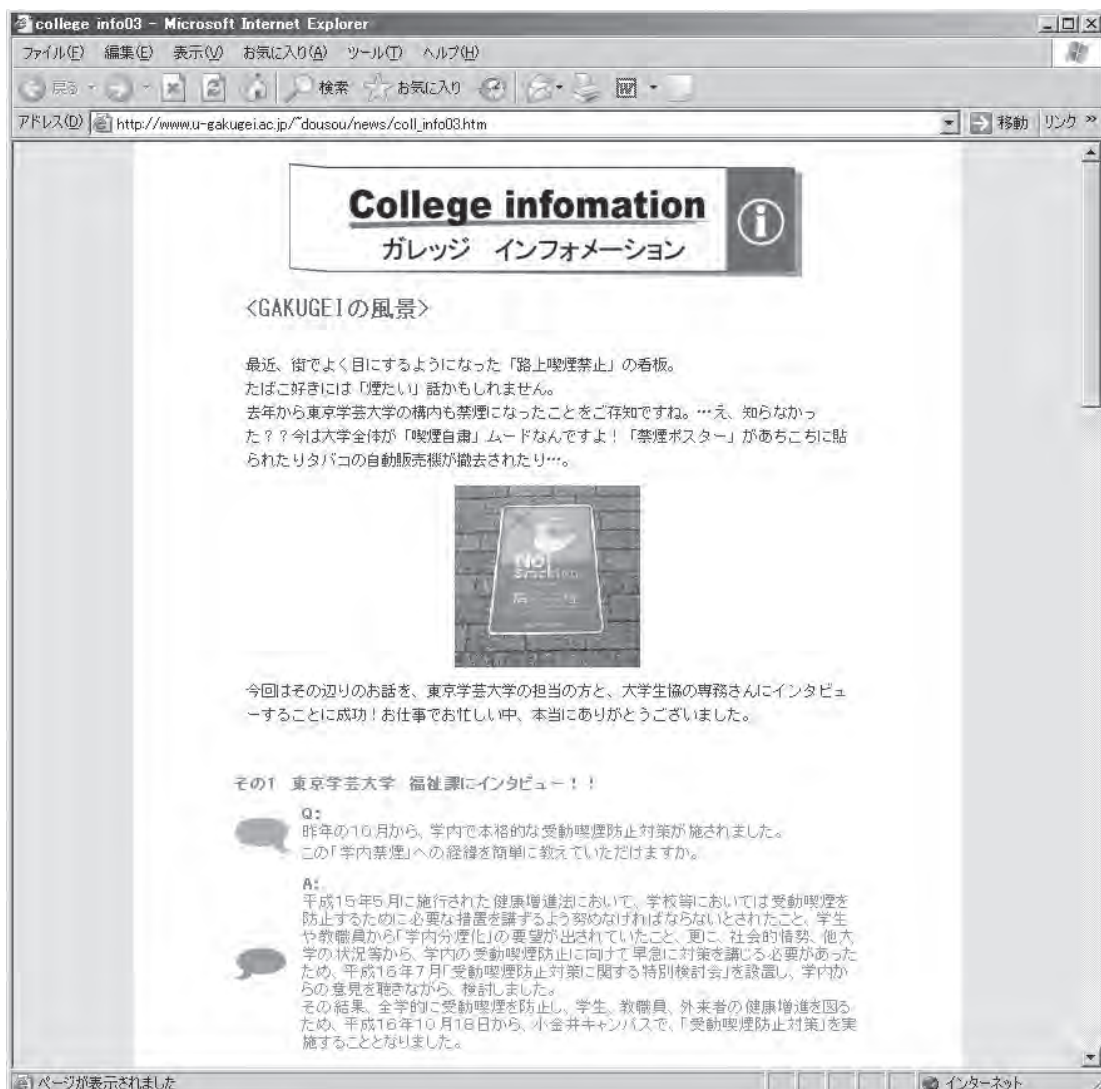 college info03 - Microsoft Internet Explorer
ファイル(F) 編集(E) 表示(V) お気に入り(A) ツール(T) ヘルプ(H)
戻る 検索 お気に入り
アドレス(D) http://www.u-gakugei.ac.jp/~dousou/news/coll_info03.htm 移動 リンク »
College infomation
ガレッジ インフォメーション
<GAKUGEIの風景>
最近、街でよく目にするようになった「路上喫煙禁止」の看板。
たばこ好きには「煙たい」話かもしれません。
去年から東京学芸大学の構内も禁煙になったことをご存知ですね。…え、知らなかっ
た??今は大学全体が「喫煙自粛」ムードなんですよ!「禁煙ポスター」があちこちに貼
られたりタバコの自動販売機が撤去されたり…。
No
Smoking
今回はその辺りのお話を、東京学芸大学の担当の方と、大学生協の専務さんにインタビュ
ーすることに成功!お仕事でお忙しい中、本当にありがとうございました。
その1 東京学芸大学 福祉課にインタビュー!!
Q:
昨年の10月から、学内で本格的な受動喫煙防止対策が施されました。
この「学内禁煙」への経緯を簡単に教えていただけますか。
A:
平成15年5月に施行された健康増進法において、学校等においては受動喫煙を
防止するために必要な措置を講ずるよう努めなければならないとされたこと、学生
や教職員から「学内分煙化」の要望が出されていたこと、更に、社会的情勢、他大
学の状況等から、学内の受動喫煙防止に向けて早急に対策を講じる必要があった
ため、平成16年7月「受動喫煙防止対策に関する特別検討会」を設置し、学内か
らの意見を聴きながら、検討しました。
その結果、全学的に受動喫煙を防止し、学生、教職員、外来者の健康増進を図る
ため、平成16年10月18日から、小金井キャンパスで、「受動喫煙防止対策」を実
施することとなりました。
ページが表示されました インターネット